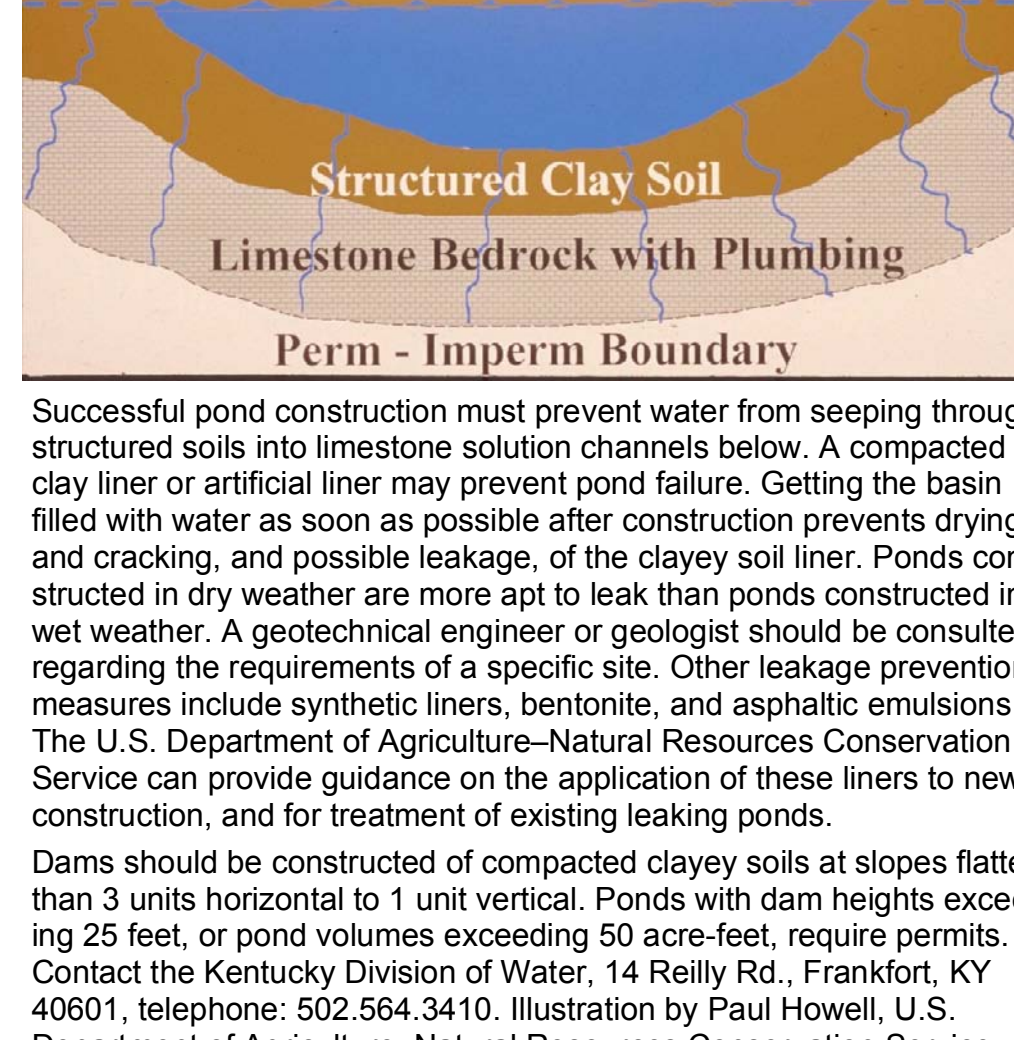 Structured Clay Soil
Limestone Bedrock with Plumbing
Perm - Imperm Boundary
Successful pond construction must prevent water from seeping throug
structured soils into limestone solution channels below. A compacted
clay liner or artificial liner may prevent pond failure. Getting the basin
filled with water as soon as possible after construction prevents drying
and cracking, and possible leakage, of the clayey soil liner. Ponds con
structed in dry weather are more apt to leak than ponds constructed in
wet weather. A geotechnical engineer or geologist should be consulte
regarding the requirements of a specific site. Other leakage prevention
measures include synthetic liners, bentonite, and asphaltic emulsions
The U.S. Department of Agriculture–Natural Resources Conservation
Service can provide guidance on the application of these liners to new
construction, and for treatment of existing leaking ponds.
Dams should be constructed of compacted clayey soils at slopes flatte
than 3 units horizontal to 1 unit vertical. Ponds with dam heights excee
ing 25 feet, or pond volumes exceeding 50 acre-feet, require permits.
Contact the Kentucky Division of Water, 14 Reilly Rd., Frankfort, KY
40601, telephone: 502.564.3410. Illustration by Paul Howell, U.S.
Department of Agriculture–Natural Resources Conservation Service